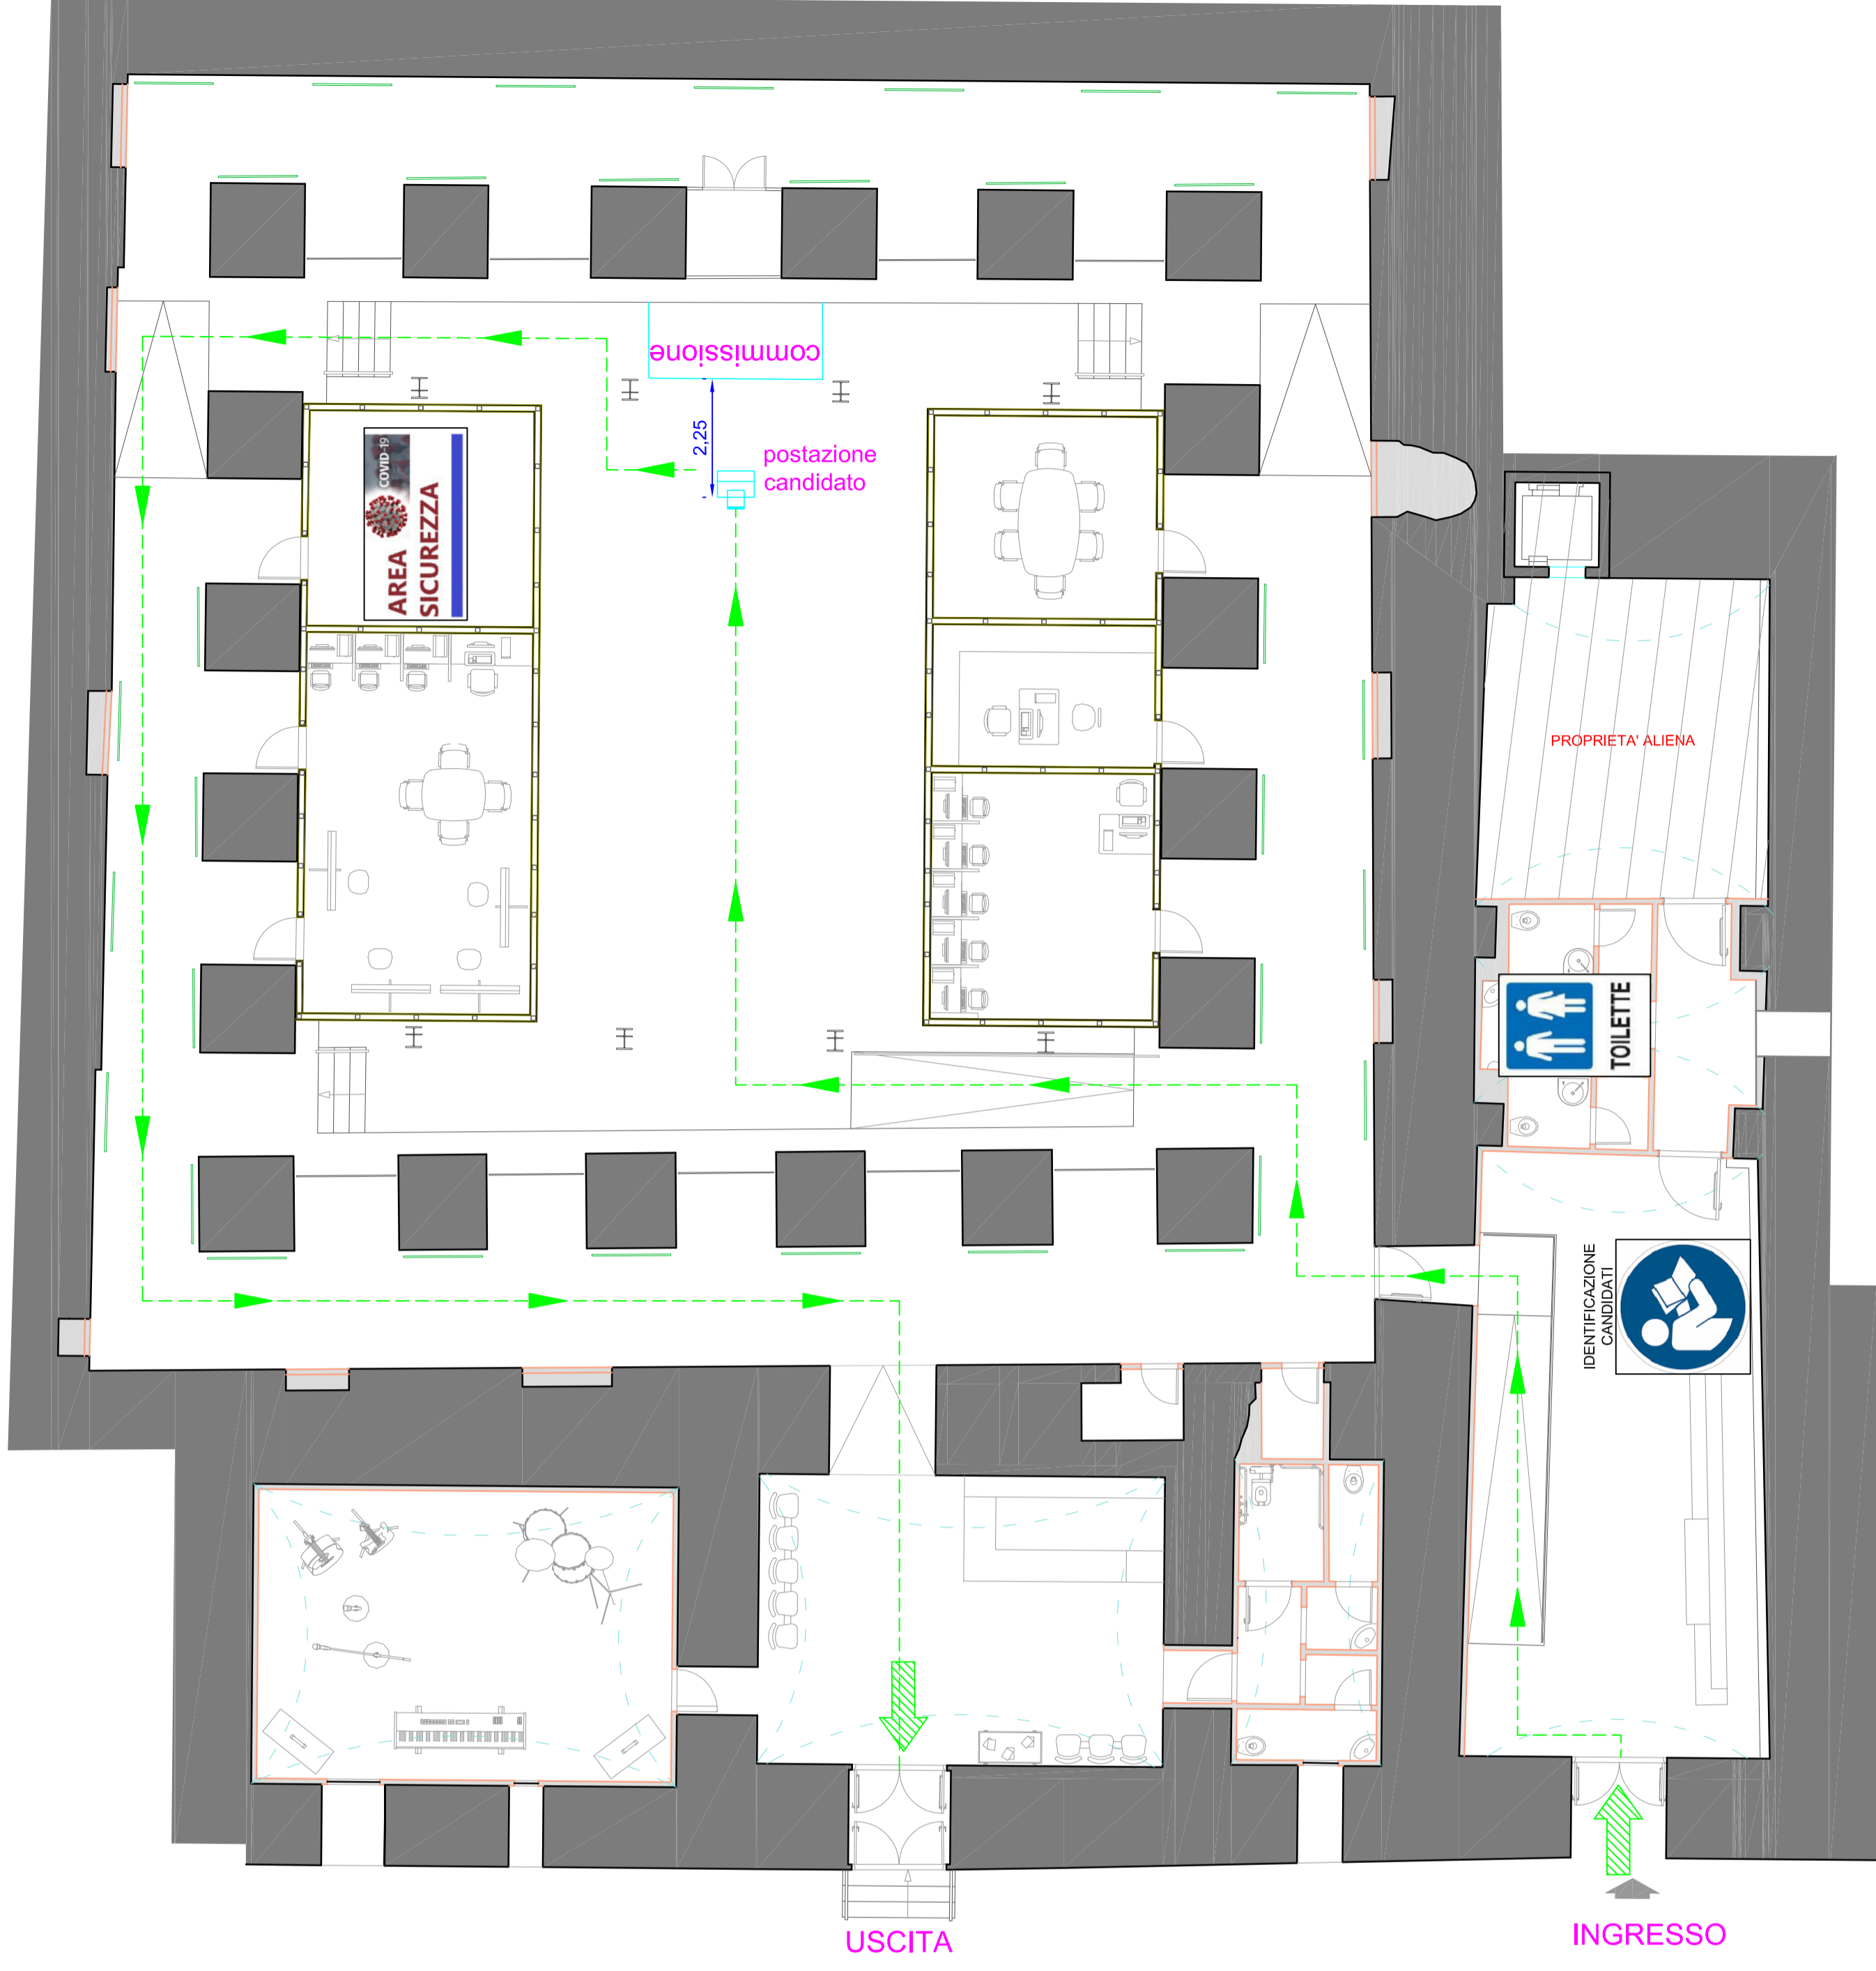 commissione
2,25
postazione
candidato
COVID-19
AREA
SICUREZZA
PROPRIETA' ALIENA
TOILETTE
IDENTIFICAZIONE
CANDIDATI
USCITA
INGRESSO